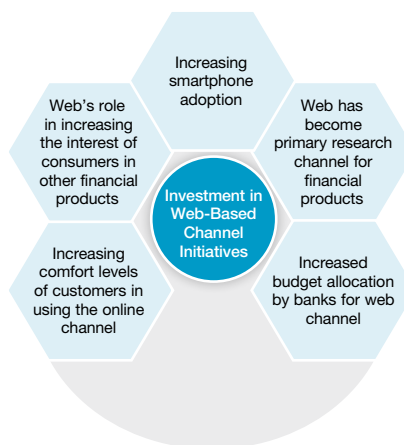 Increasing
smartphone
adoption
Web's role
in increasing
the interest of
consumers in
other financial
products
Web has
become
primary research
channel for
financial
products
Investment in
Web-Based
Channel
Initiatives
Increasing
comfort levels
of customers in
using the online
channel
Increased
budget allocation
by banks for web
channel